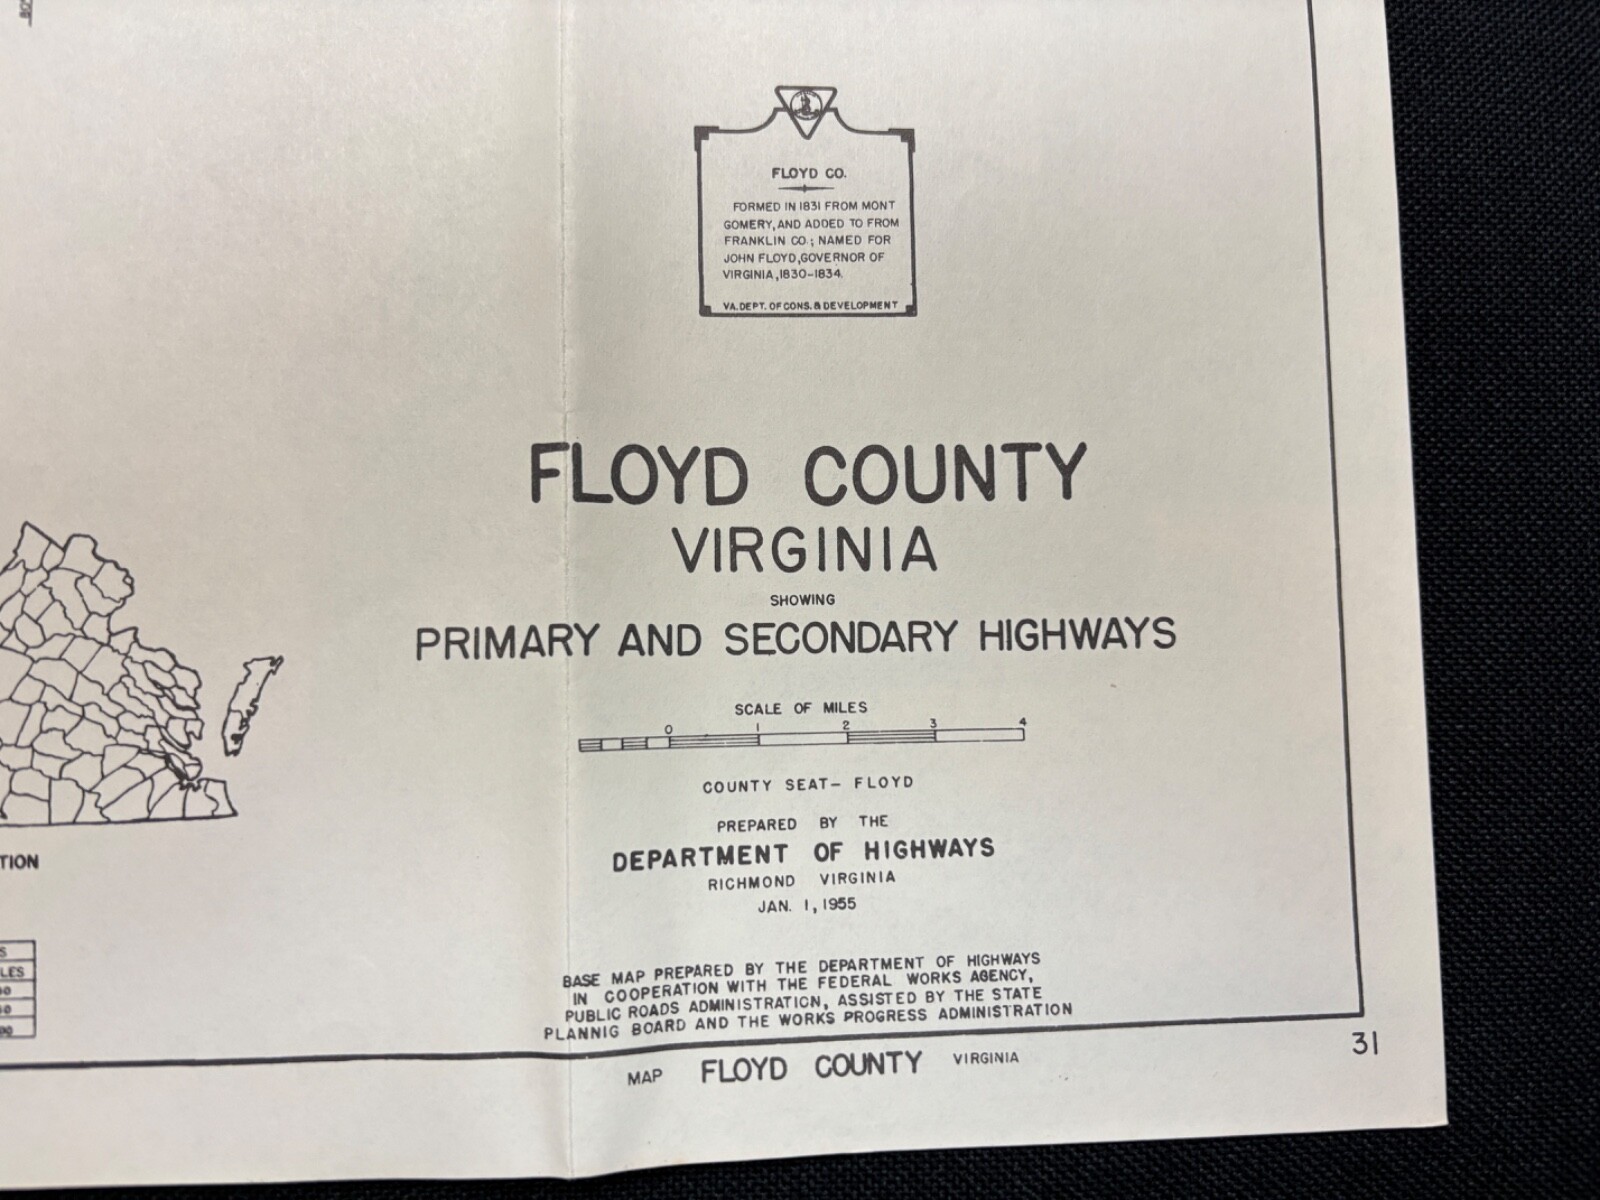 FLOYD CO.
FORMED IN 1831 FROM MONT
GOMERY, AND ADDED TO FROM
FRANKLIN CO.; NAMED FOR
JOHN FLOYD, GOVERNOR OF
VIRGINIA, 1830-1834.
VA. DEPT. OF CONS. & DEVELOPMENT
FLOYD COUNTY
VIRGINIA
SHOWING
PRIMARY AND SECONDARY HIGHWAYS
SCALE OF MILES
0 1 2 3 4
COUNTY SEAT- FLOYD
PREPARED BY THE
DEPARTMENT OF HIGHWAYS
RICHMOND VIRGINIA
JAN. 1, 1955
BASE MAP PREPARED BY THE DEPARTMENT OF HIGHWAYS
IN COOPERATION WITH THE FEDERAL WORKS AGENCY,
PUBLIC ROADS ADMINISTRATION, ASSISTED BY THE STATE
PLANNIG BOARD AND THE WORKS PROGRESS ADMINISTRATION
TION
S
LES
31
MAP FLOYD COUNTY VIRGINIA